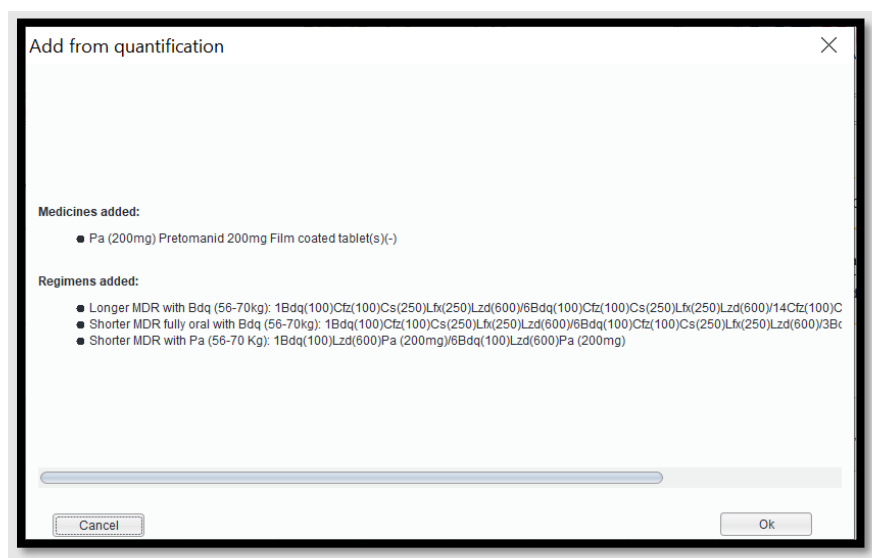 Add from quantification
Medicines added:
Pa (200mg) Pretomanid 200mg Film coated tablet(s)(-)
Regimens added:
Longer MDR with Bdq (56-70kg): 1Bdq(100)Cfz(100)Cs(250)Lfx(250)Lzd(600)/6Bdq(100)Cfz(100)Cs(250)Lfx(250)Lzd(600)/14Cfz(100)C
Shorter MDR fully oral with Bdq (56-70kg): 1Bdq(100)Cfz(100)Cs(250)Lfx(250)Lzd(600)/6Bdq(100)Cfz(100)Cs(250)Lfx(250)Lzd(600)/3Bd
Shorter MDR with Pa (56-70 Kg): 1Bdq(100)Lzd(600)Pa (200mg)/6Bdq(100)Lzd(600)Pa (200mg)
Cancel
Ok